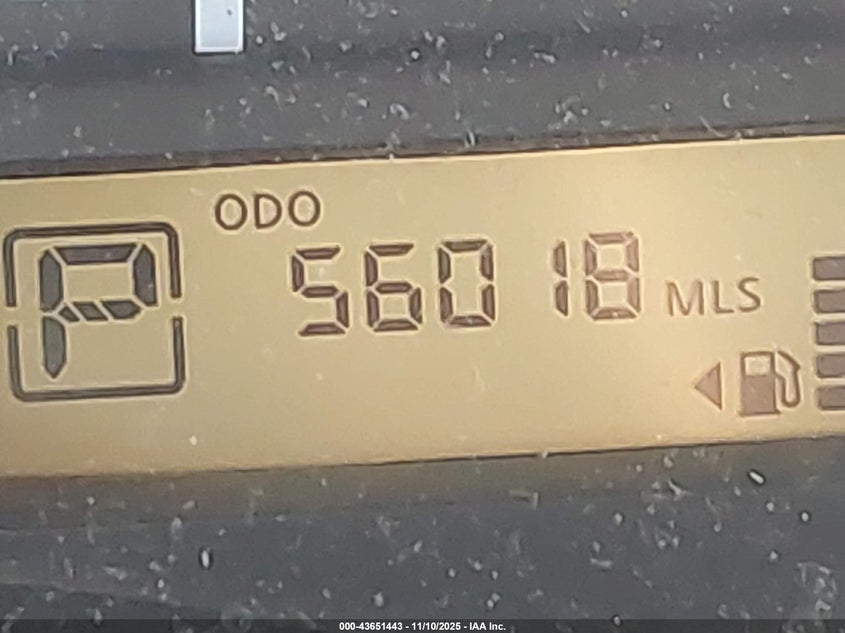 ODO
P
56018 MLS
000-43651443 - 11/10/2025 - IAA Inc.